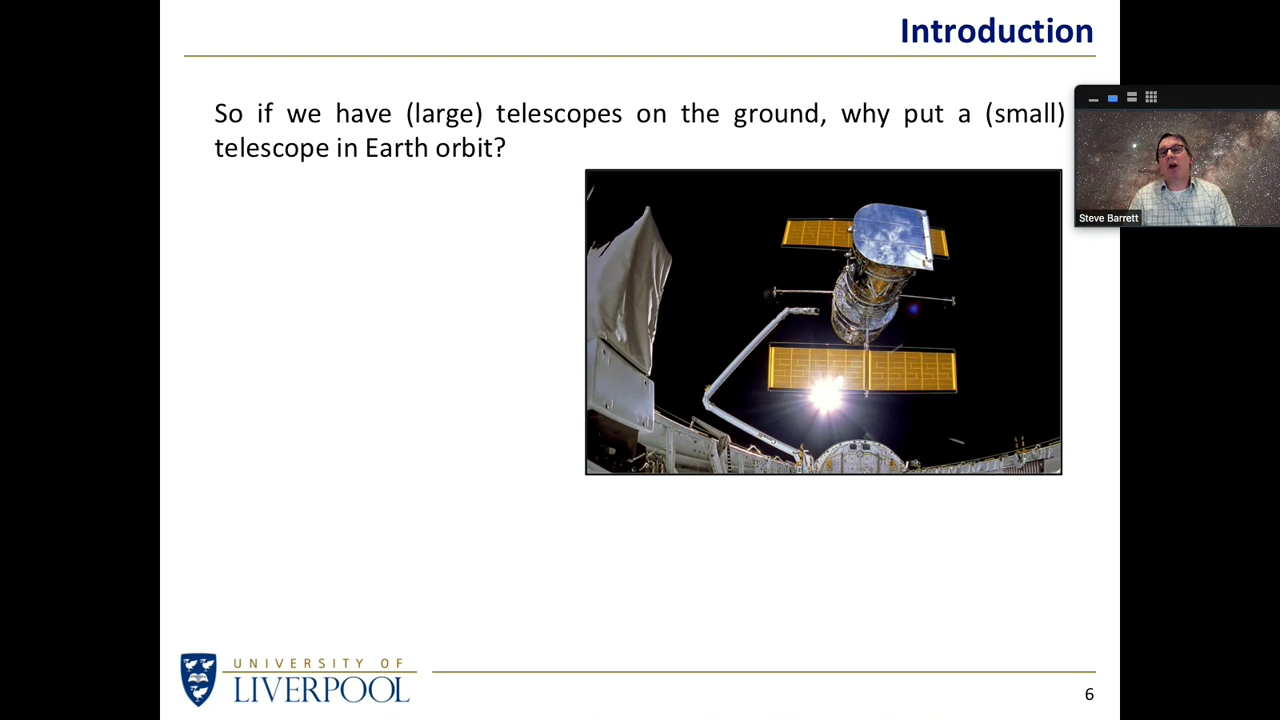 Introduction
So if we have (large) telescopes on the ground, why put a (small)
telescope in Earth orbit?
Steve Barrett
UNIVERSITY OF
LIVERPOOL
6